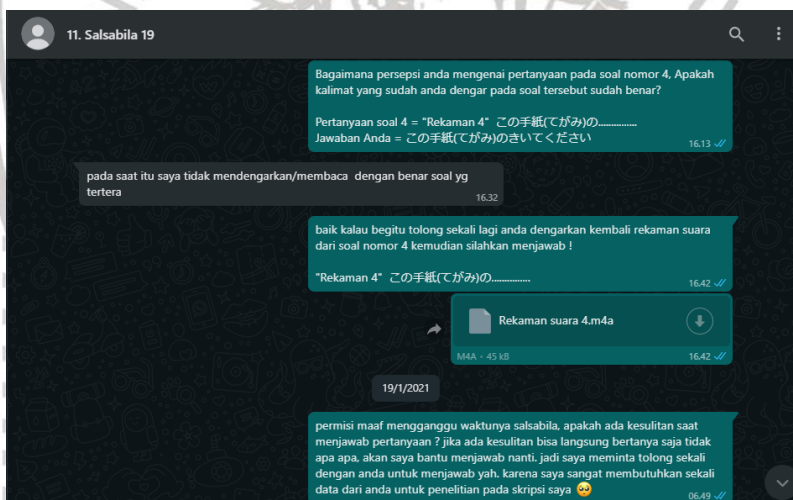 11. Salsabila 19
Bagaimana persepsi anda mengenai pertanyaan pada soal nomor 4, Apakah
kalimat yang sudah anda dengar pada soal tersebut sudah benar?
Pertanyaan soal 4 = "Rekaman 4" この手紙(てがみ)の...............
Jawaban Anda = この手紙(てがみ)のきいてください
16.13
pada saat itu saya tidak mendengarkan/membaca dengan benar soal yg
tertera
16.32
baik kalau begitu tolong sekali lagi anda dengarkan kembali rekaman suara
dari soal nomor 4 kemudian silahkan menjawab !
"Rekaman 4" この手紙(てがみ)の...............
16.42
Rekaman suara 4.m4a
M4A • 45 kB
16.42
19/1/2021
permisi maaf mengganggu waktunya salsabila, apakah ada kesulitan saat
menjawab pertanyaan ? jika ada kesulitan bisa langsung bertanya saja tidak
apa apa, akan saya bantu menjawab nanti. jadi saya meminta tolong sekali
dengan anda untuk menjawab yah. karena saya sangat membutuhkan sekali
data dari anda untuk penelitian pada skripsi saya 🥺
06.49